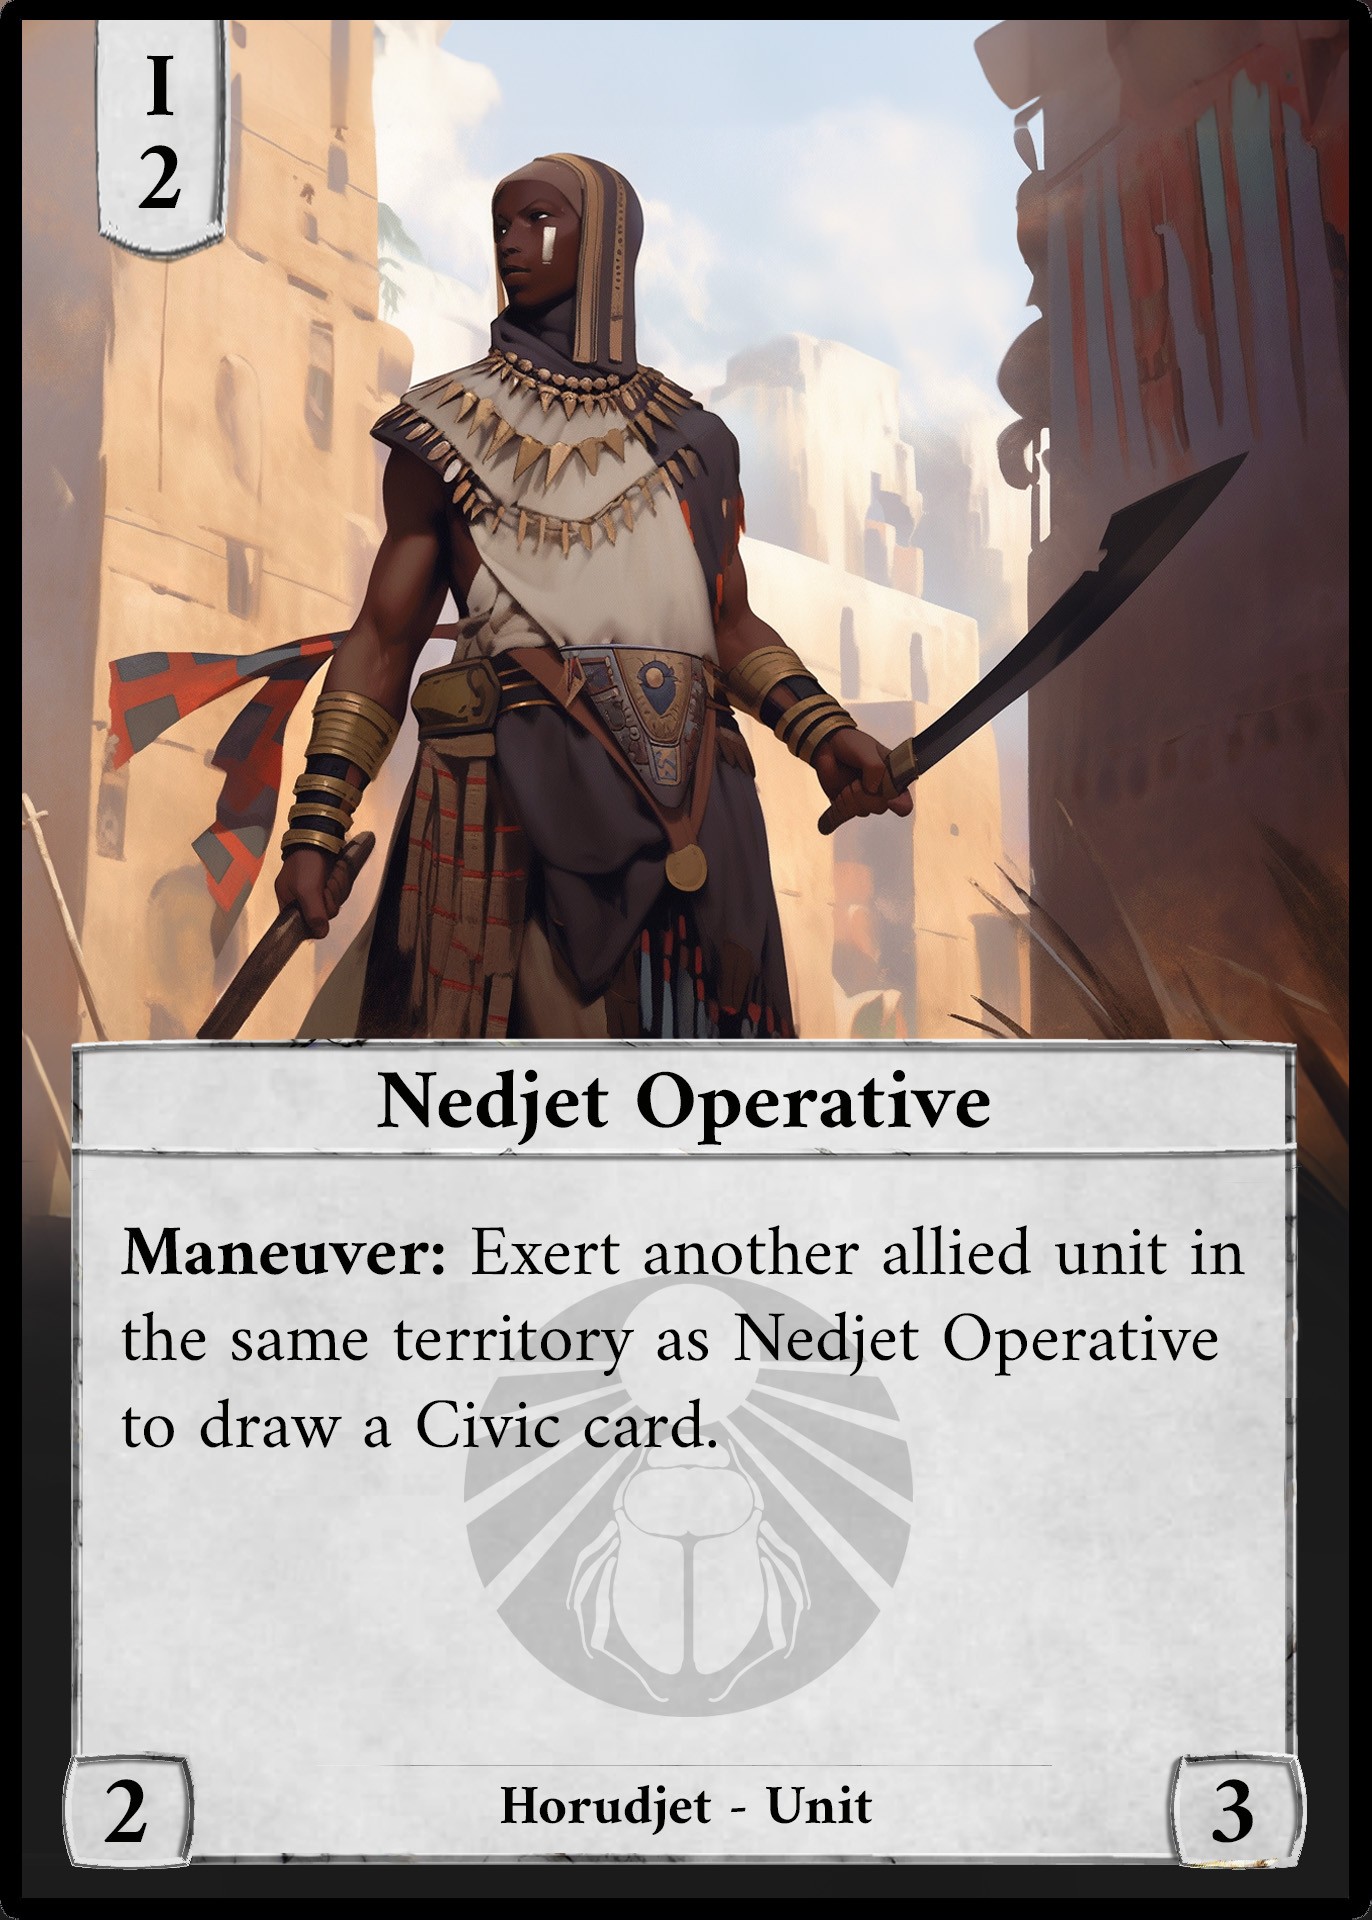 I
2
Nedjet Operative
Maneuver: Exert another allied unit in
the same territory as Nedjet Operative
to draw a Civic card.
2
Horudjet - Unit
3